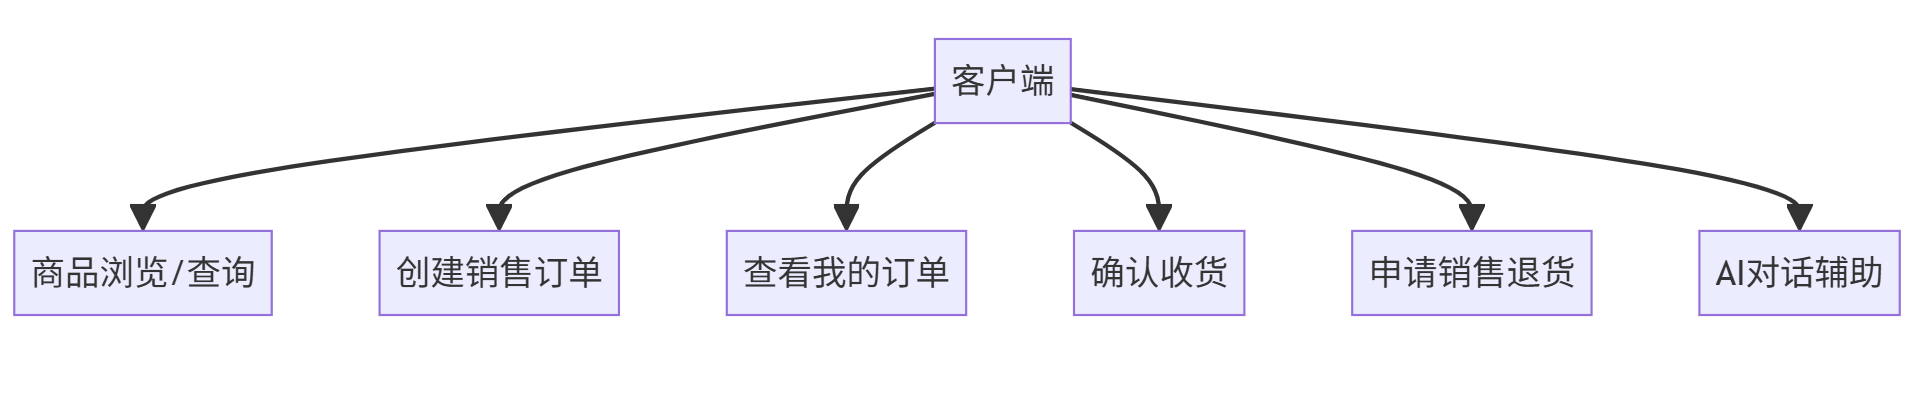 客户端
商品浏览/查询
创建销售订单
查看我的订单
确认收货
申请销售退货
AI对话辅助